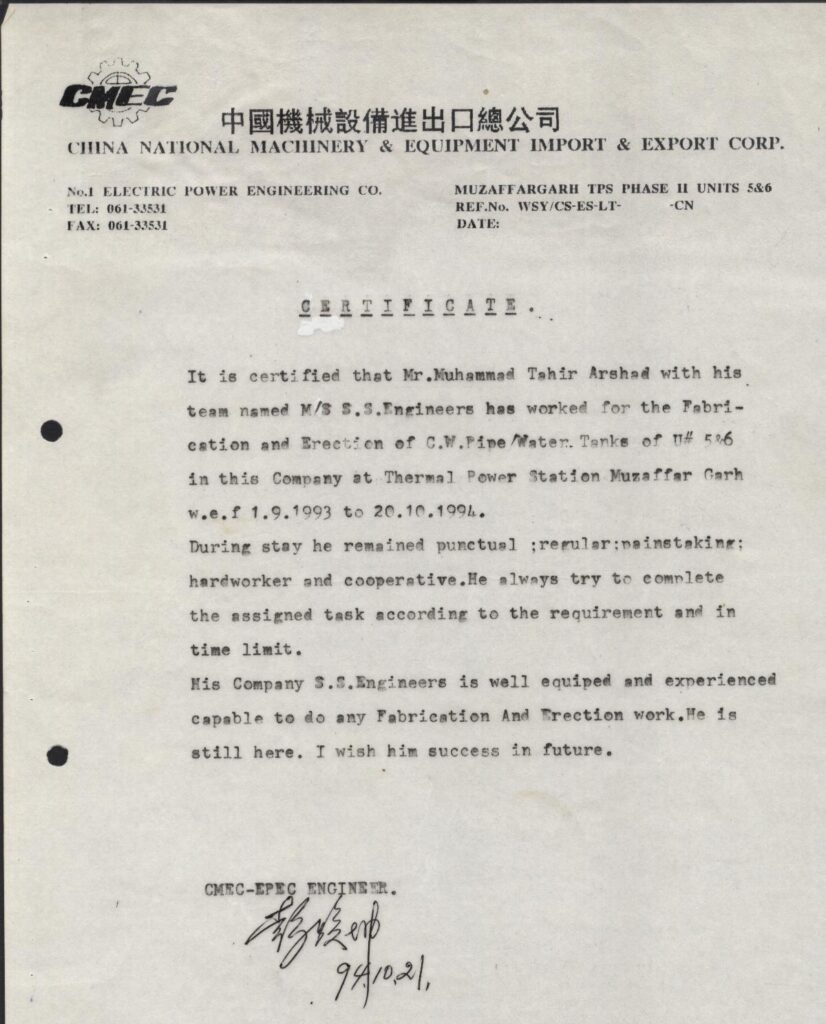 CMEC
中國機械設備進出口總公司
CHINA NATIONAL MACHINERY & EQUIPMENT IMPORT & EXPORT CORP.
No.1 ELECTRIC POWER ENGINEERING CO.
TEL: 061-33531
FAX: 061-33531
MUZAFFARGARH TPS PHASE II UNITS 5&6
REF.No. WSY/CS-ES-LT- -CN
DATE:
CERTIFICATE.
It is certified that Mr.Muhammad Tahir Arshad with his
team named M/S S.S.Engineers has worked for the Fabri-
cation and Erection of C.W.Pipe/Water Tanks of U# 5&6
in this Company at Thermal Power Station Muzaffar Garh
w.e.f 1.9.1993 to 20.10.1994.
During stay he remained punctual ;regular;painstaking;
hardworker and cooperative.He always try to complete
the assigned task according to the requirement and in
time limit.
His Company S.S.Engineers is well equiped and experienced
capable to do any Fabrication And Erection work.He is
still here. I wish him success in future.
CMEC-EPEC ENGINEER.
94.10.21.